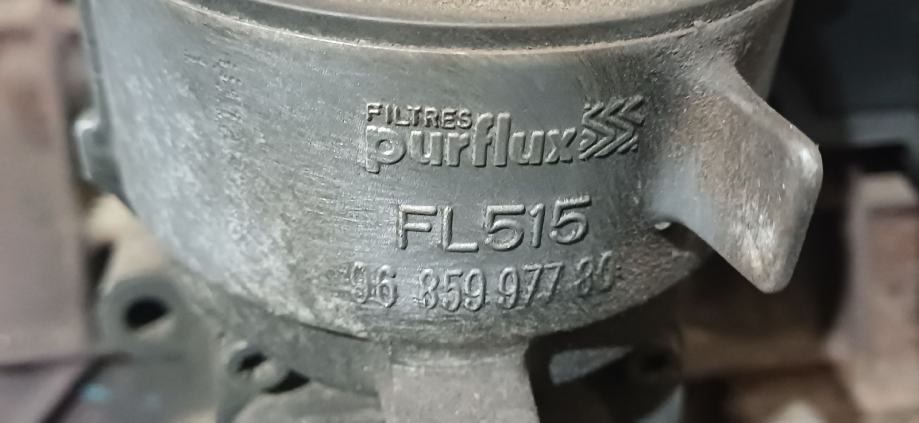 FILTRES
purflux
FL515
96 859 977 80